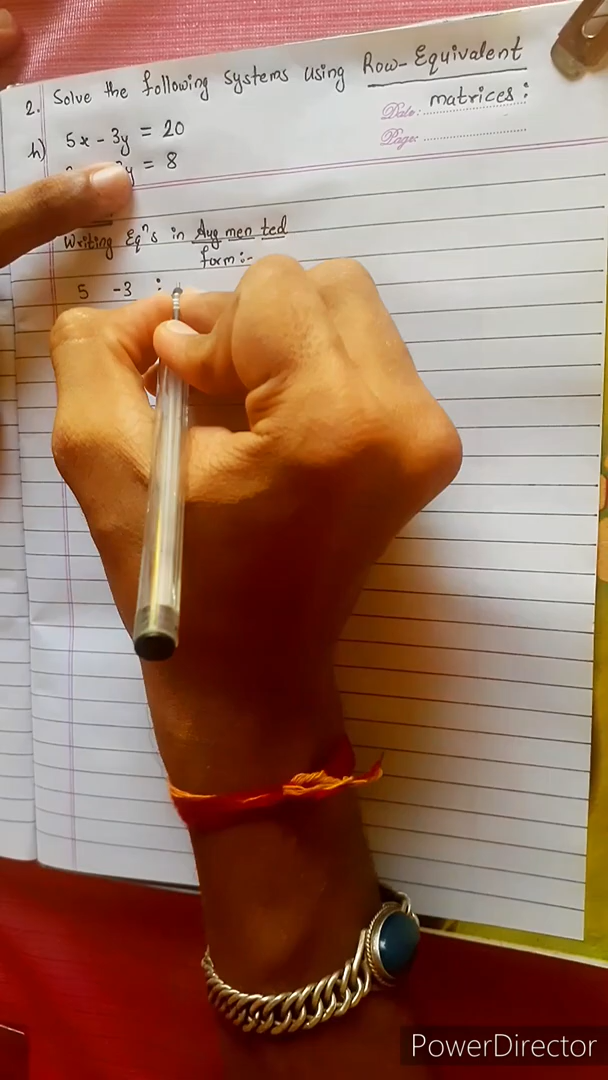 2. Solve the following systems using Row-Equivalent
matrices:
Date:
Page:
h) 5x - 3y = 20
y = 8
Writing Eqⁿs in Augmented
form:-
5 -3 :
PowerDirector